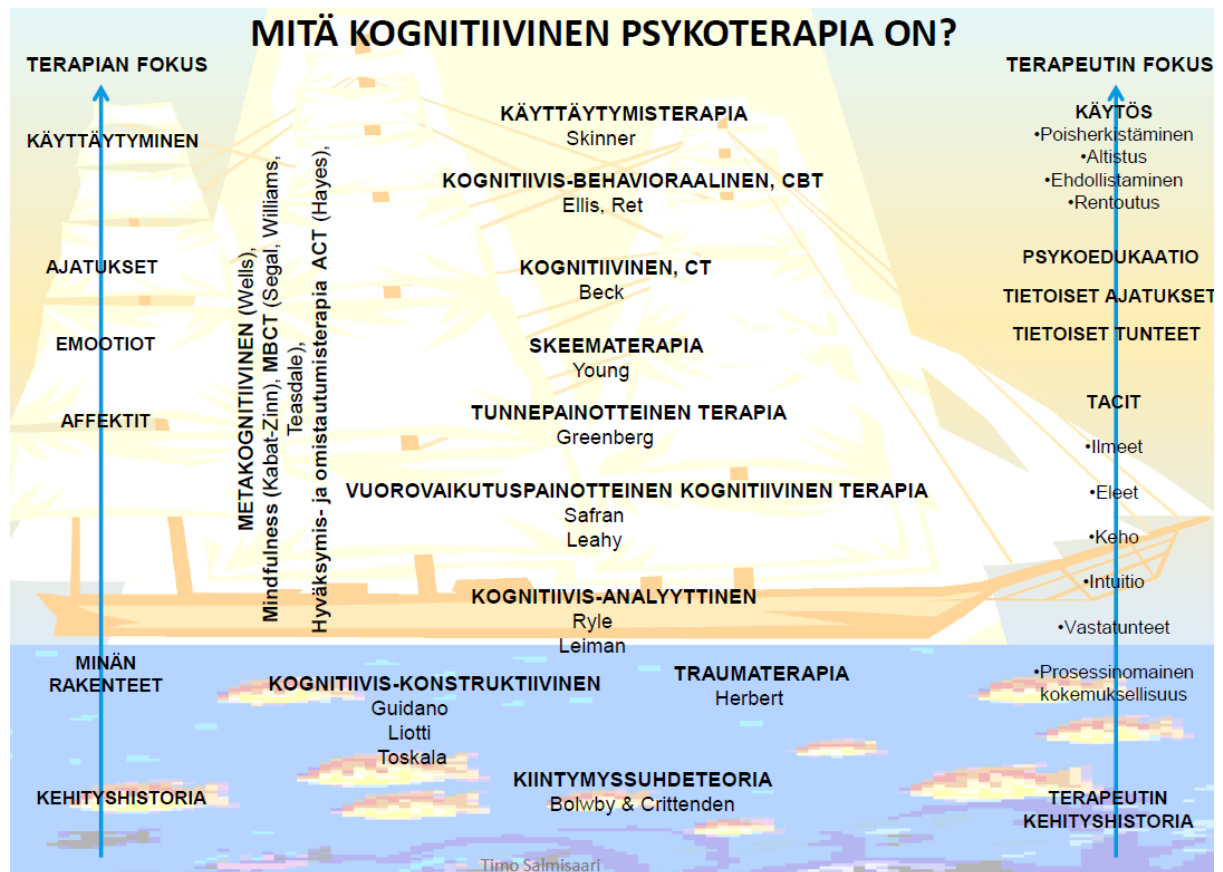 MITÄ KOGNITIIVINEN PSYKOTERAPIA ON?
TERAPIAN FOKUS
KÄYTTÄYTYMINEN
AJATUKSET
EMOOTIOT
AFFEKTIT
MINÄN
RAKENTEET
KEHITYSHISTORIA
METAKOGNITIIVINEN (Wells),
Mindfulness (Kabat-Zinn), MBCT (Segal, Williams,
Teasdale),
Hyväksymis- ja omistautumisterapia ACT (Hayes),
KÄYTTÄYTYMISTERAPIA
Skinner
KOGNITIIVIS-BEHAVIORAALINEN, CBT
Ellis, Ret
KOGNITIIVINEN, CT
Beck
SKEEMATERAPIA
Young
TUNNEPAINOTTEINEN TERAPIA
Greenberg
VUOROVAIKUTUSPAINOTTEINEN KOGNITIIVINEN TERAPIA
Safran
Leahy
KOGNITIIVIS-ANALYYTTINEN
Ryle
Leiman
KOGNITIIVIS-KONSTRUKTIIVINEN
Guidano
Liotti
Toskala
TRAUMATERAPIA
Herbert
KIINTYMYSSUHDETEORIA
Bolwby & Crittenden
TERAPEUTIN FOKUS
KÄYTÖS
•Poisherkistäminen
•Altistus
•Ehdollistaminen
•Rentoutus
PSYKOEDUKAATIO
TIETOISET AJATUKSET
TIETOISET TUNTEET
TACIT
•Ilmeet
•Eleet
•Keho
•Intuitio
•Vastatunteet
•Prosessinomainen
kokemuksellisuus
TERAPEUTIN
KEHITYSHISTORIA
Timo Salmisaari